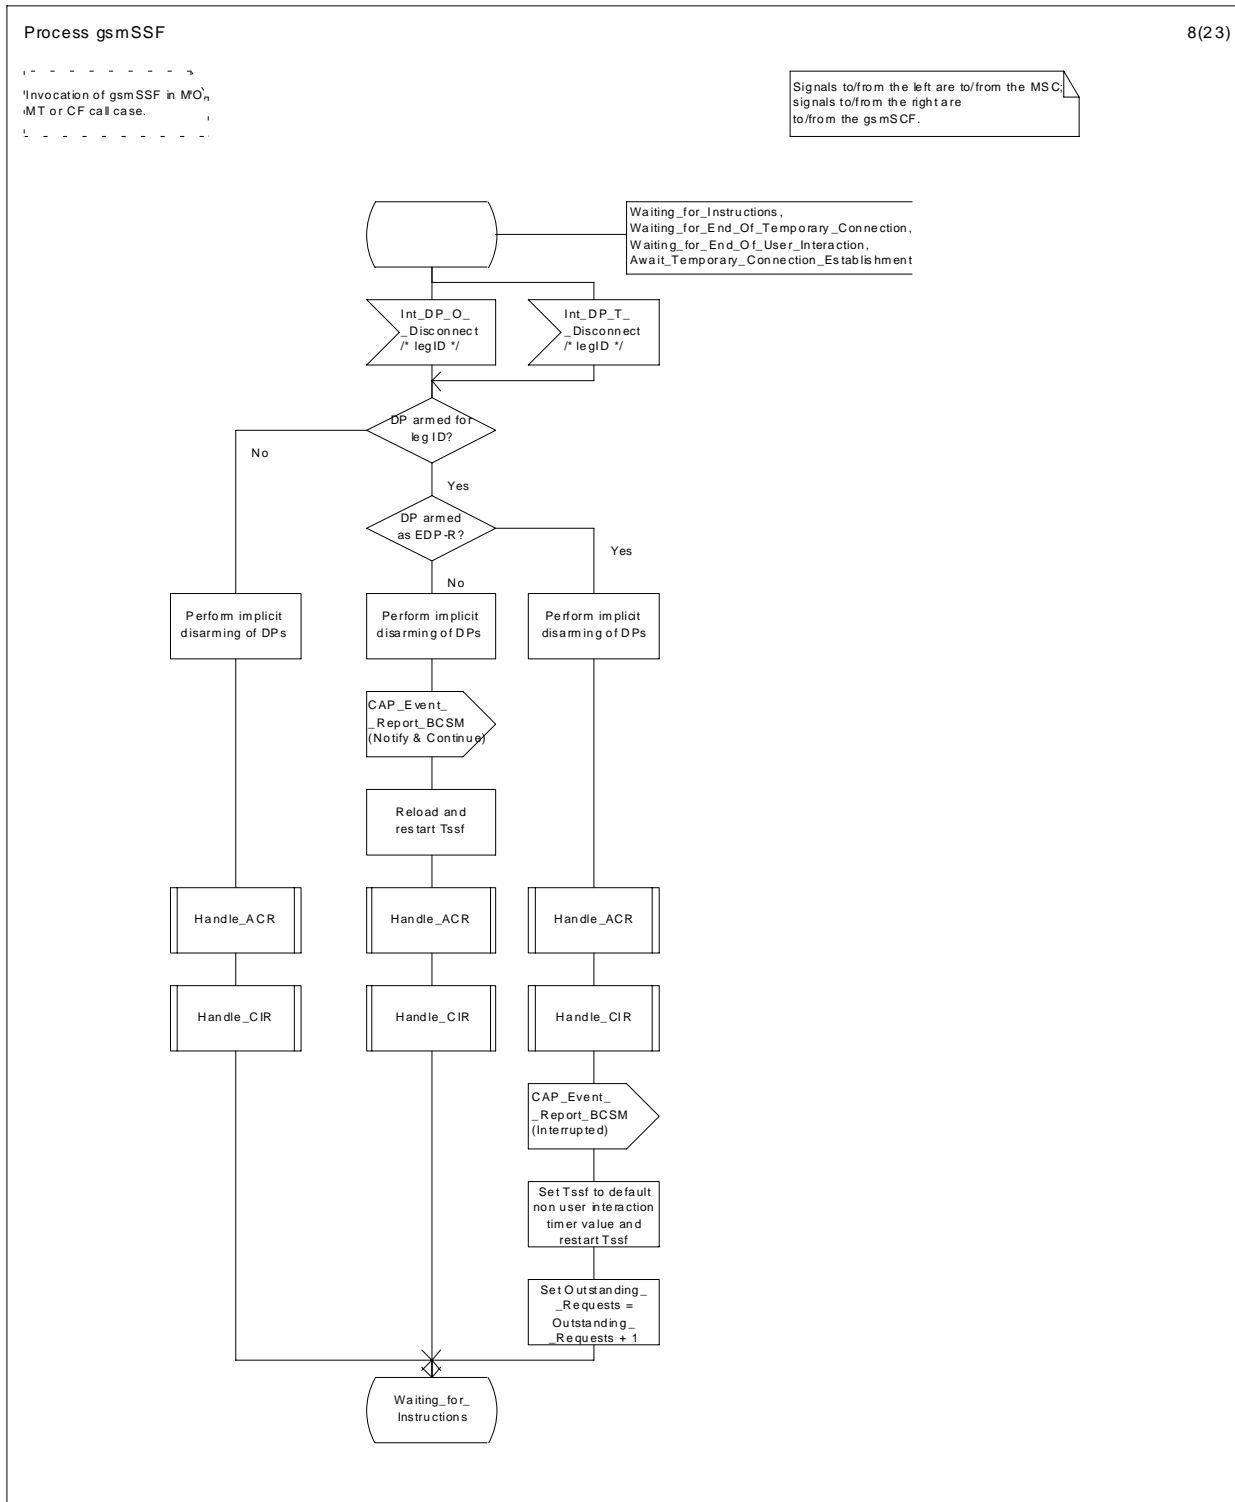 Process gsmSSF
8(23)
Invocation of gsmSSF in MO,
MT or CF call case.
Signals to/from the left are to/from the MSC;
signals to/from the right are
to/from the gsmSCF.
Waiting_for_Instructions,
Waiting_for_End_Of_Temporary_Connection,
Waiting_for_End_Of_User_Interaction,
Await_Temporary_Connection_Establishment
Int_DP_O_
_Disconnect
/* legID */
Int_DP_T_
_Disconnect
/* legID */
DP armed for
leg ID?
No
Yes
DP armed
as EDP-R?
Yes
No
Perform implicit
disarming of DPs
Perform implicit
disarming of DPs
Perform implicit
disarming of DPs
CAP_Event_
_Report_BCSM
(Notify & Continue)
Reload and
restart Tssf
Handle_ACR
Handle_ACR
Handle_ACR
Handle_CIR
Handle_CIR
Handle_CIR
CAP_Event_
_Report_BCSM
(Interrupted)
Set Tssf to default
non user interaction
timer value and
restart Tssf
Set Outstanding_
_Requests =
Outstanding_
_Requests + 1
Waiting_for_
Instructions